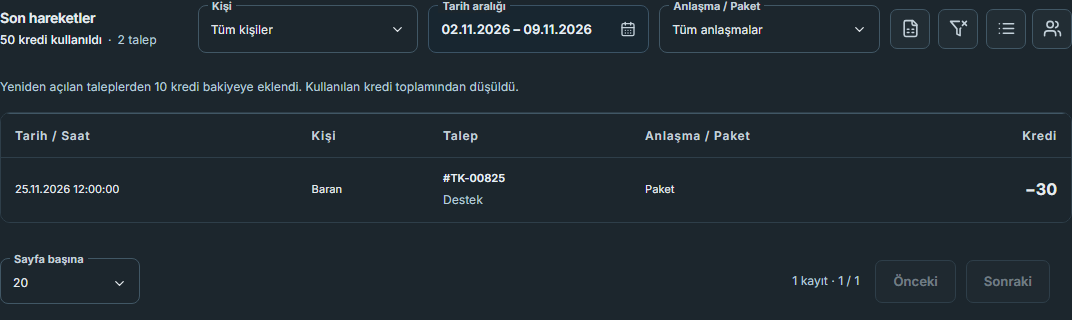 Son hareketler
50 kredi kullanıldı · 2 talep
Kişi
Tüm kişiler
Tarih aralığı
02.11.2026 – 09.11.2026
Anlaşma / Paket
Tüm anlaşmalar
Yeniden açılan taleplerden 10 kredi bakiyeye eklendi. Kullanılan kredi toplamından düşüldü.
Tarih / Saat Kişi Talep Anlaşma / Paket Kredi
25.11.2026 12:00:00 Baran #TK-00825 Paket −30
Destek
Sayfa başına
20
1 kayıt · 1 / 1 Önceki Sonraki